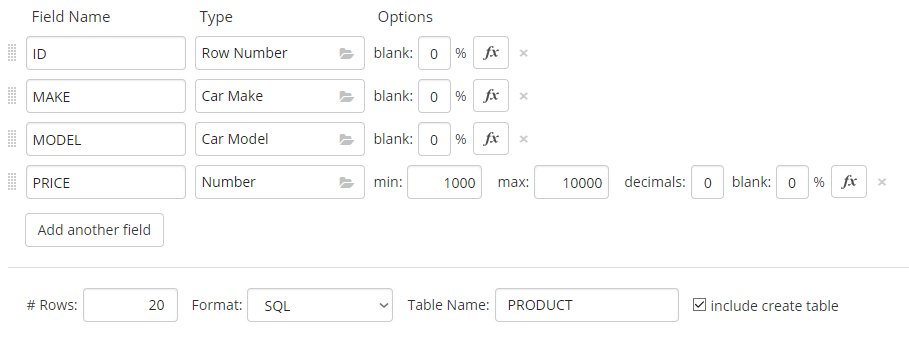 Field Name Type Options
ID Row Number blank: 0 % fx ×
MAKE Car Make blank: 0 % fx ×
MODEL Car Model blank: 0 % fx ×
PRICE Number min: 1000 max: 10000 decimals: 0 blank: 0 % fx ×
Add another field
# Rows: 20 Format: SQL Table Name: PRODUCT include create table